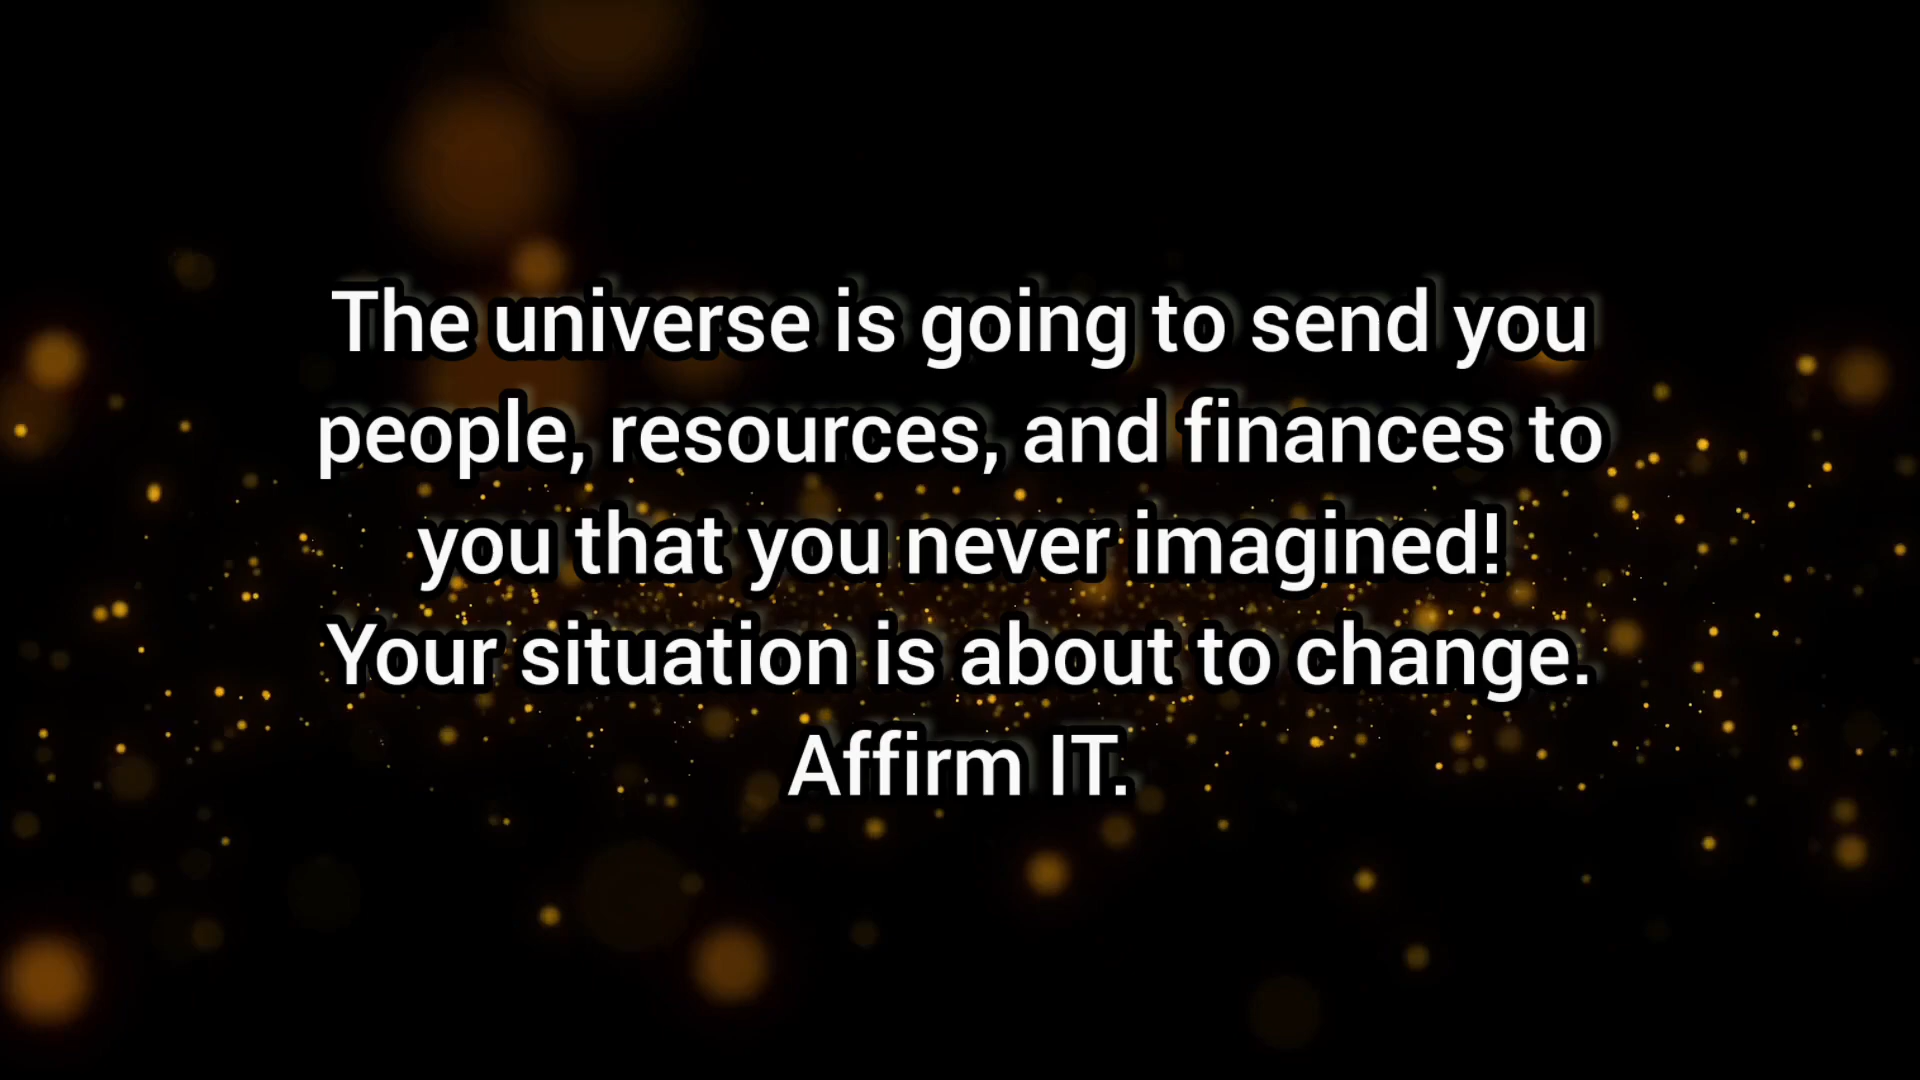 The universe is going to send you
people, resources, and finances to
you that you never imagined!
Your situation is about to change.
Affirm IT.